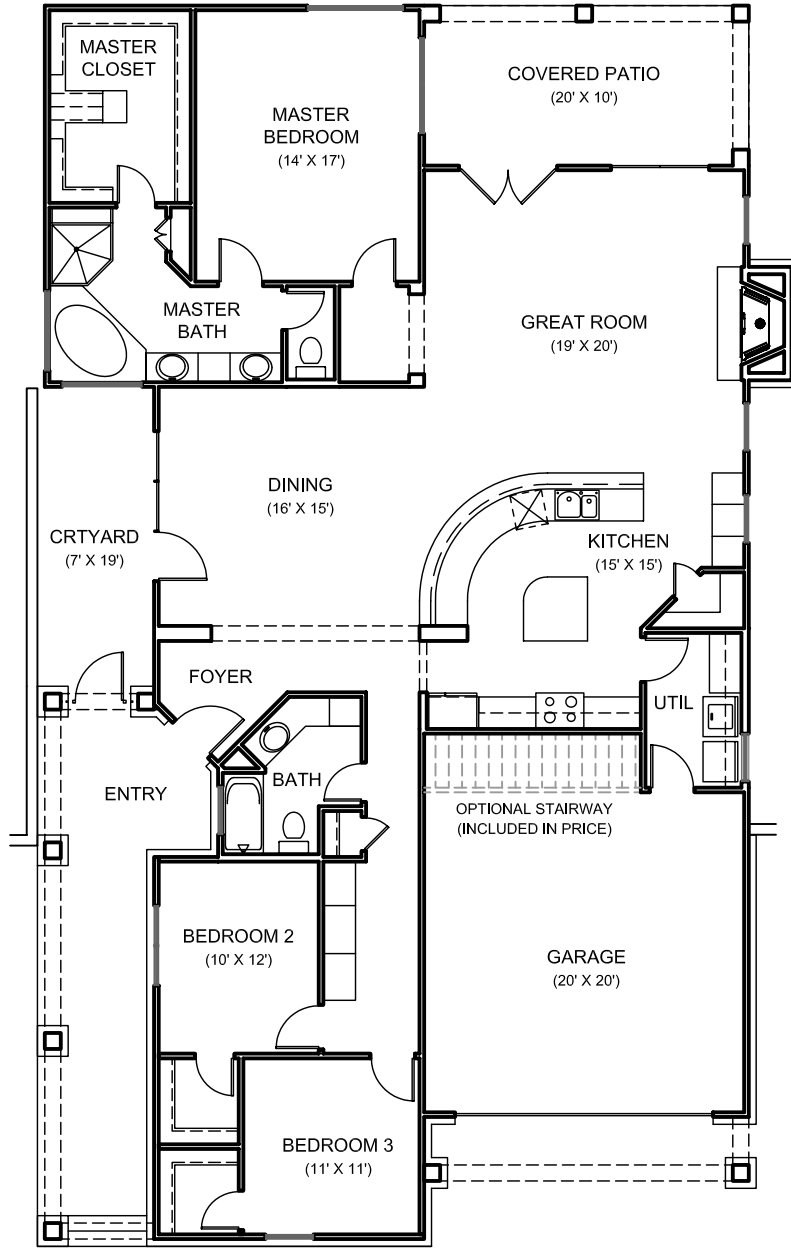 MASTER
CLOSET
MASTER
BEDROOM
(14' X 17')
COVERED PATIO
(20' X 10')
MASTER
BATH
GREAT ROOM
(19' X 20')
DINING
(16' X 15')
CRTYARD
(7' X 19')
KITCHEN
(15' X 15')
FOYER
UTIL
ENTRY
BATH
OPTIONAL STAIRWAY
(INCLUDED IN PRICE)
BEDROOM 2
(10' X 12')
GARAGE
(20' X 20')
BEDROOM 3
(11' X 11')